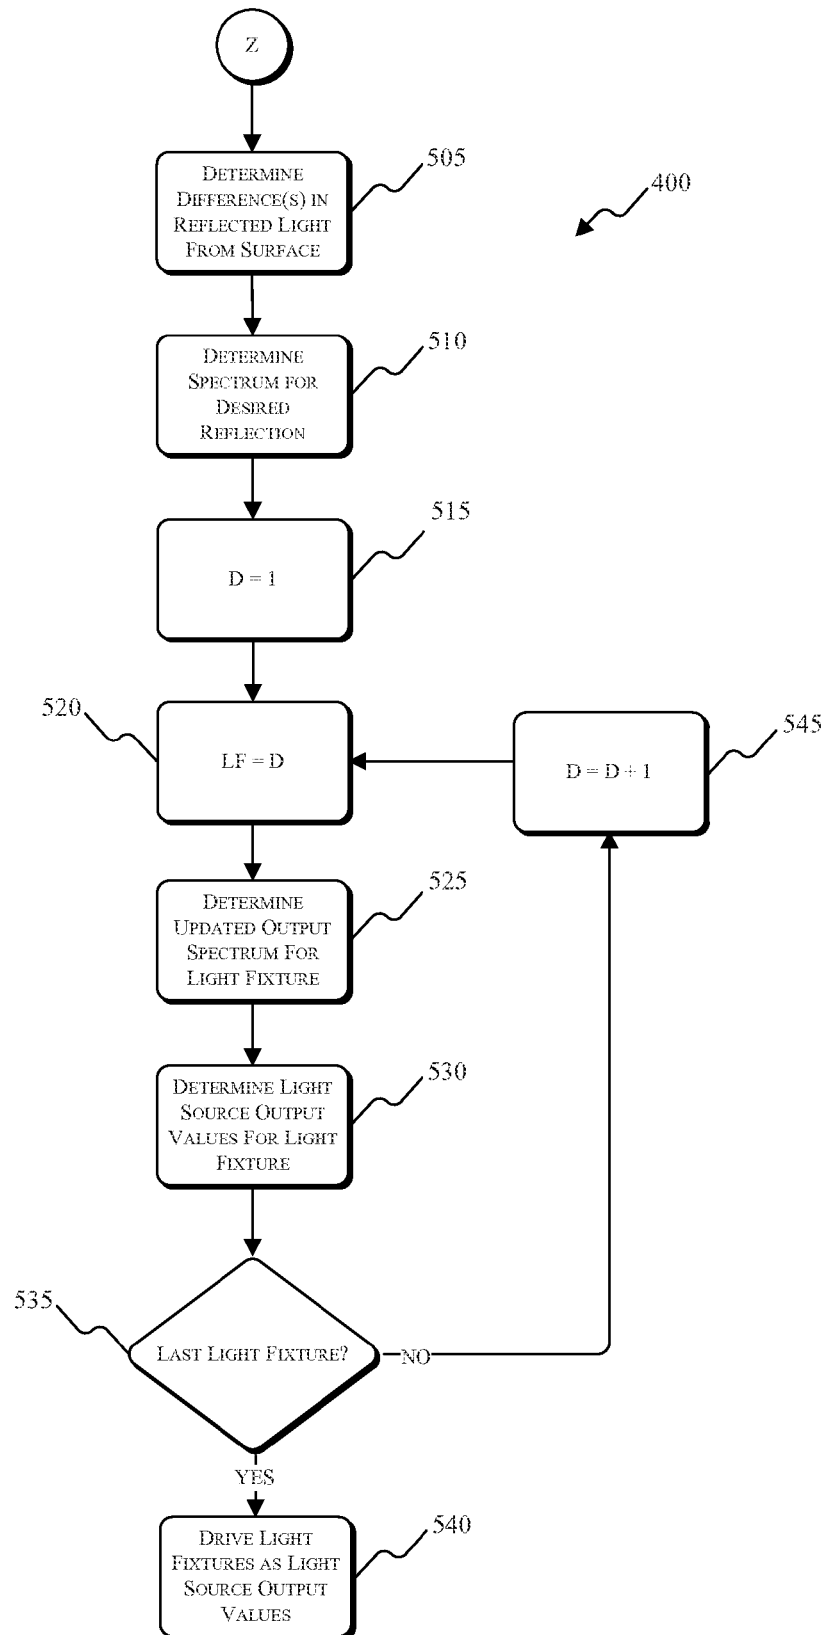 Z
DETERMINE
DIFFERENCE(S) IN
REFLECTED LIGHT
FROM SURFACE
505
400
DETERMINE
SPECTRUM FOR
DESIRED
REFLECTION
510
D = 1
515
520
LF = D
D = D + 1
545
DETERMINE
UPDATED OUTPUT
SPECTRUM FOR
LIGHT FIXTURE
525
DETERMINE LIGHT
SOURCE OUTPUT
VALUES FOR LIGHT
FIXTURE
530
535
LAST LIGHT FIXTURE?
NO
YES
DRIVE LIGHT
FIXTURES AS LIGHT
SOURCE OUTPUT
VALUES
540